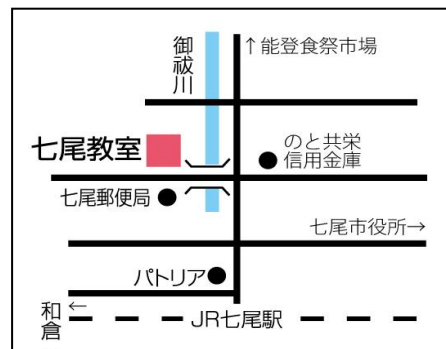 御祓川
↑能登食祭市場
七尾教室
のと共栄
信用金庫
七尾郵便局
七尾市役所→
パトリア
←
和倉
JR七尾駅